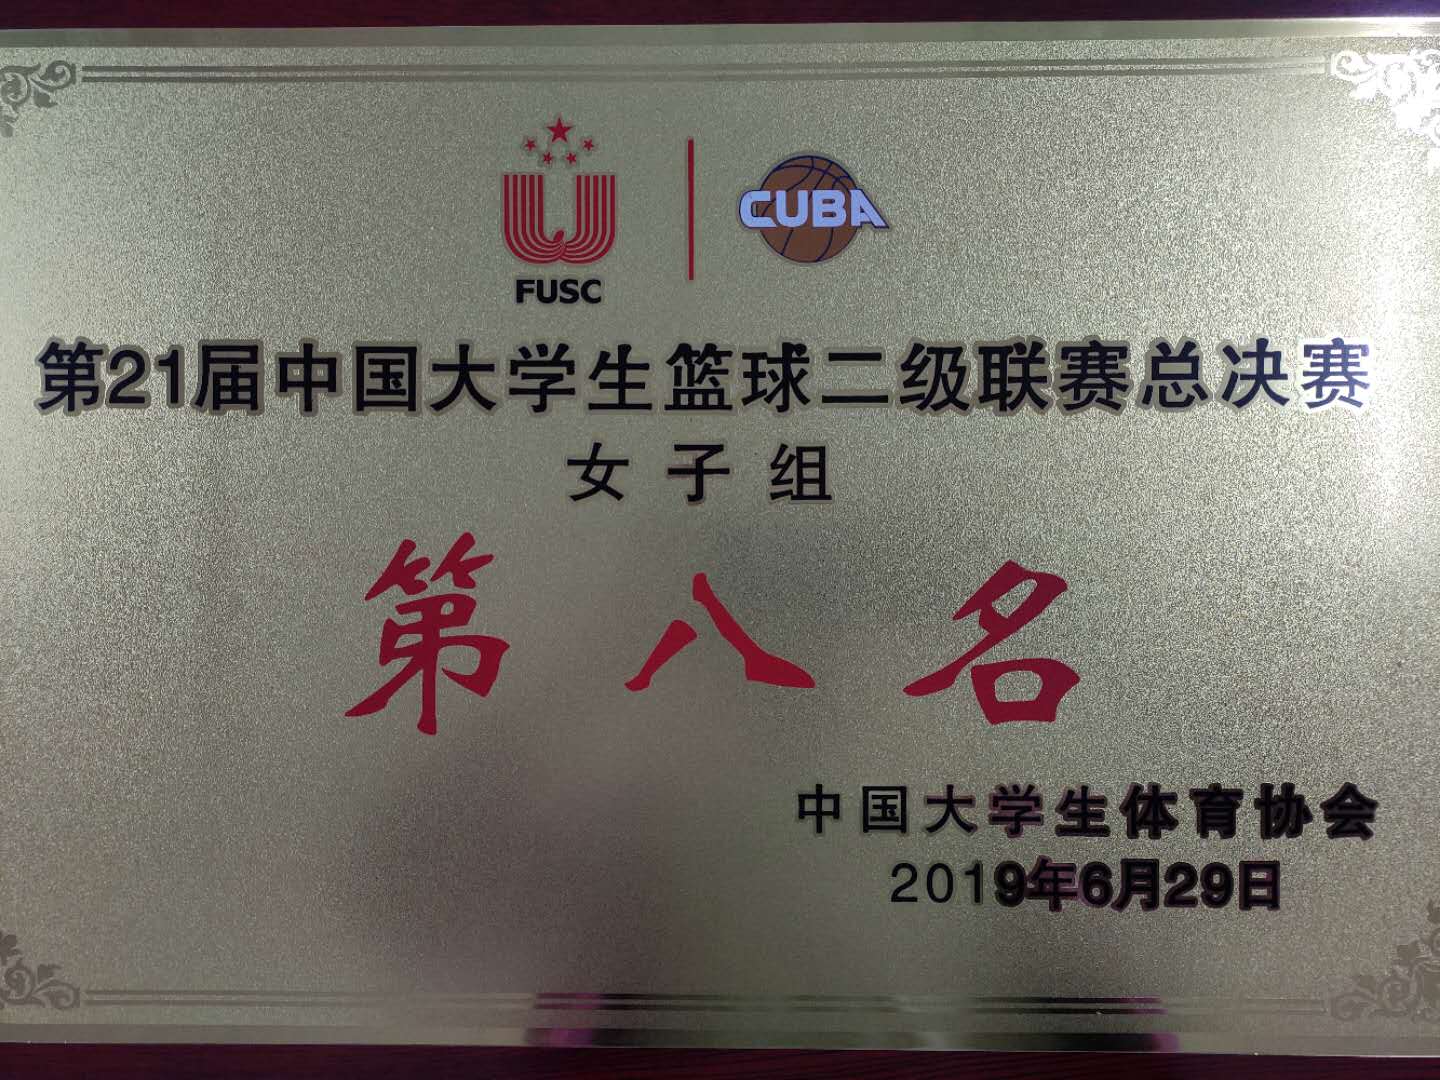 FUSC
CUBA
第21届中国大学生篮球二级联赛总决赛
女子组
第八名
中国大学生体育协会
2019年6月29日